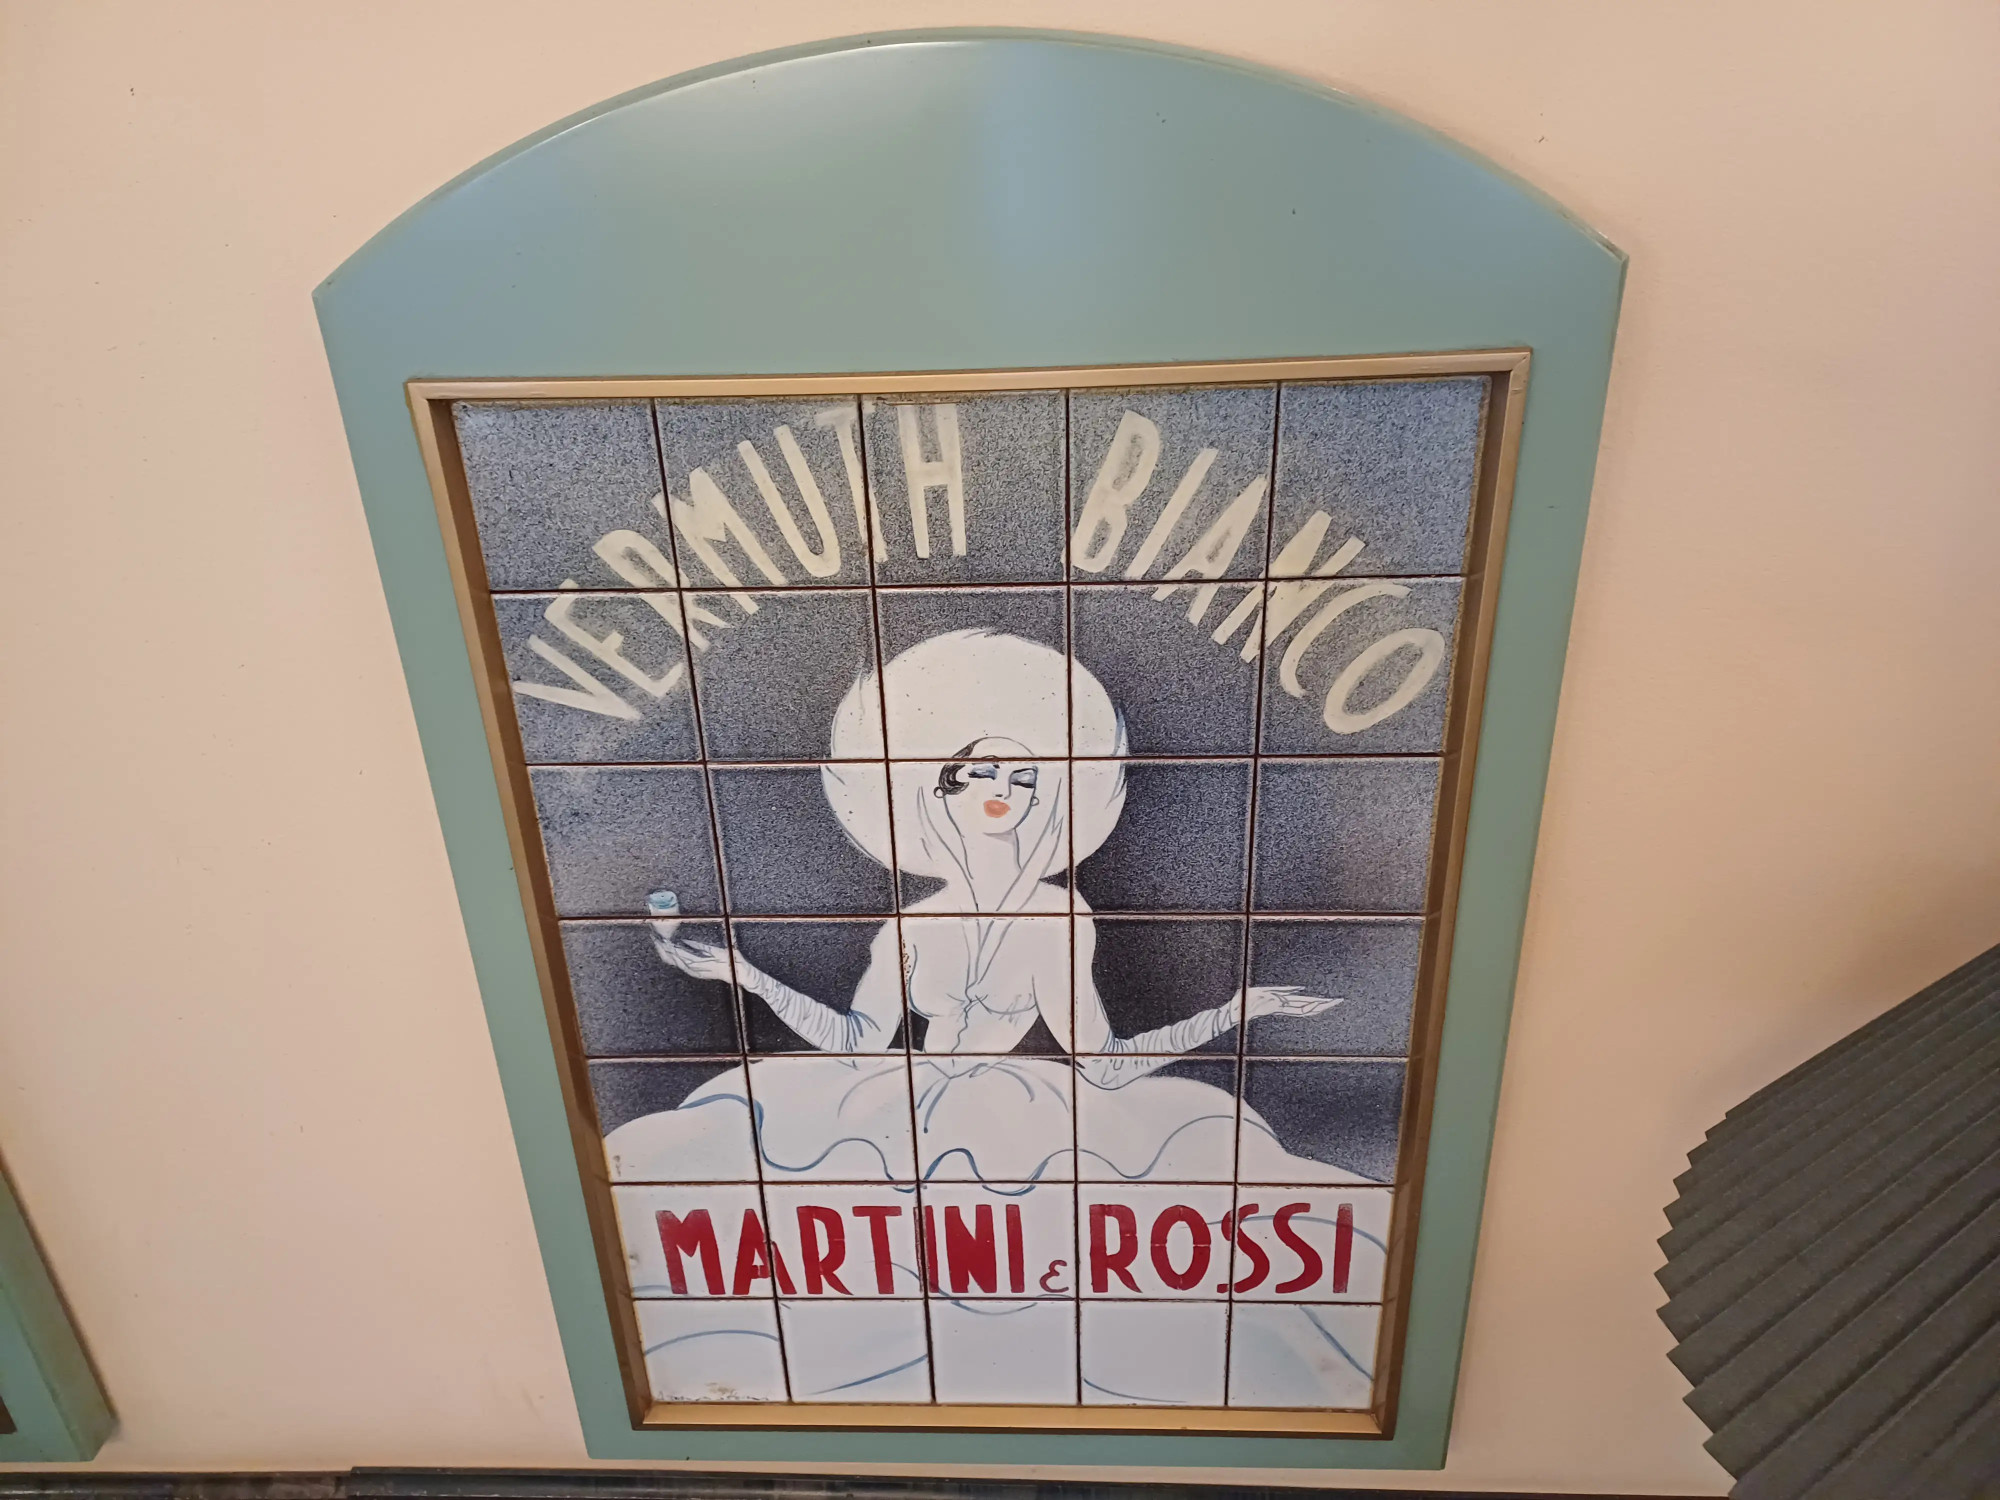 VERMUTH BIANCO
MARTINI & ROSSI